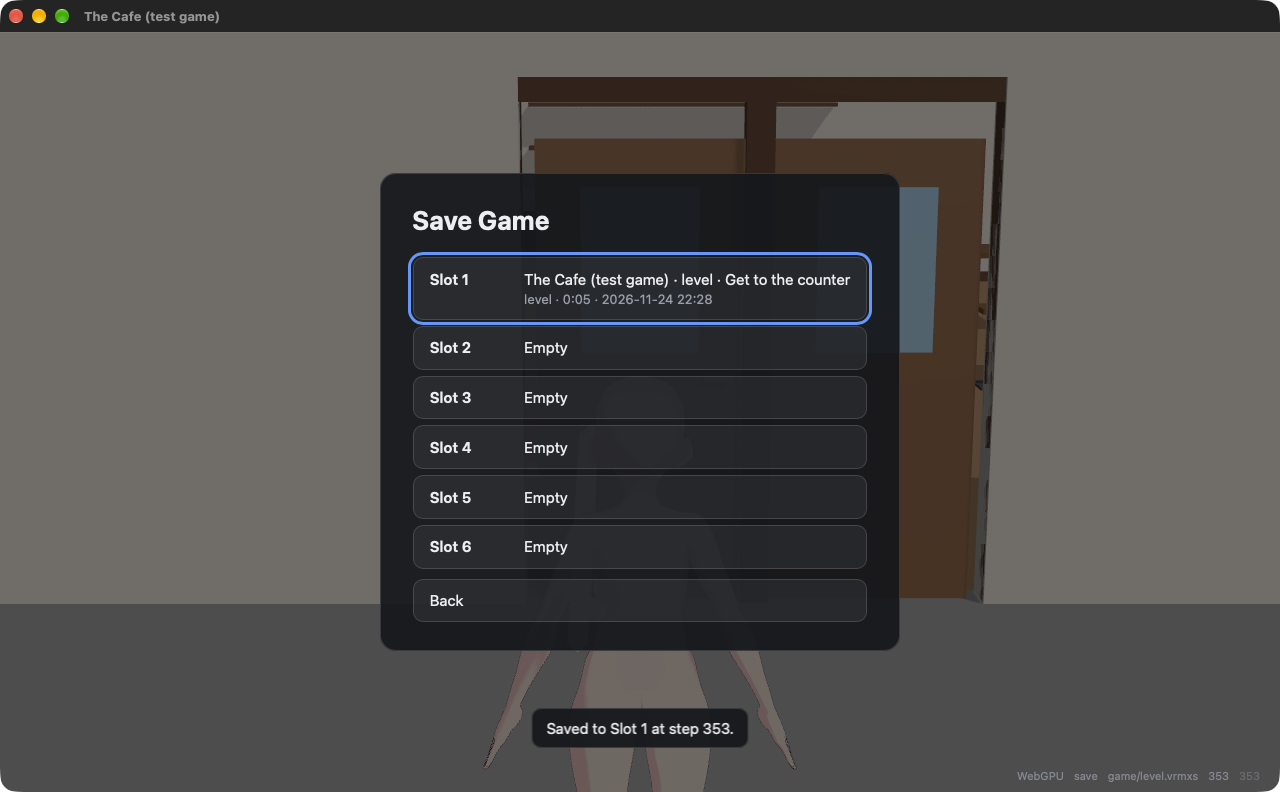 The Cafe (test game)
Save Game
Slot 1
The Cafe (test game) · level · Get to the counter
level · 0:05 · 2026-11-24 22:28
Slot 2 Empty
Slot 3 Empty
Slot 4 Empty
Slot 5 Empty
Slot 6 Empty
Back
Saved to Slot 1 at step 353.
WebGPU save game/level.vrmxs 353 353